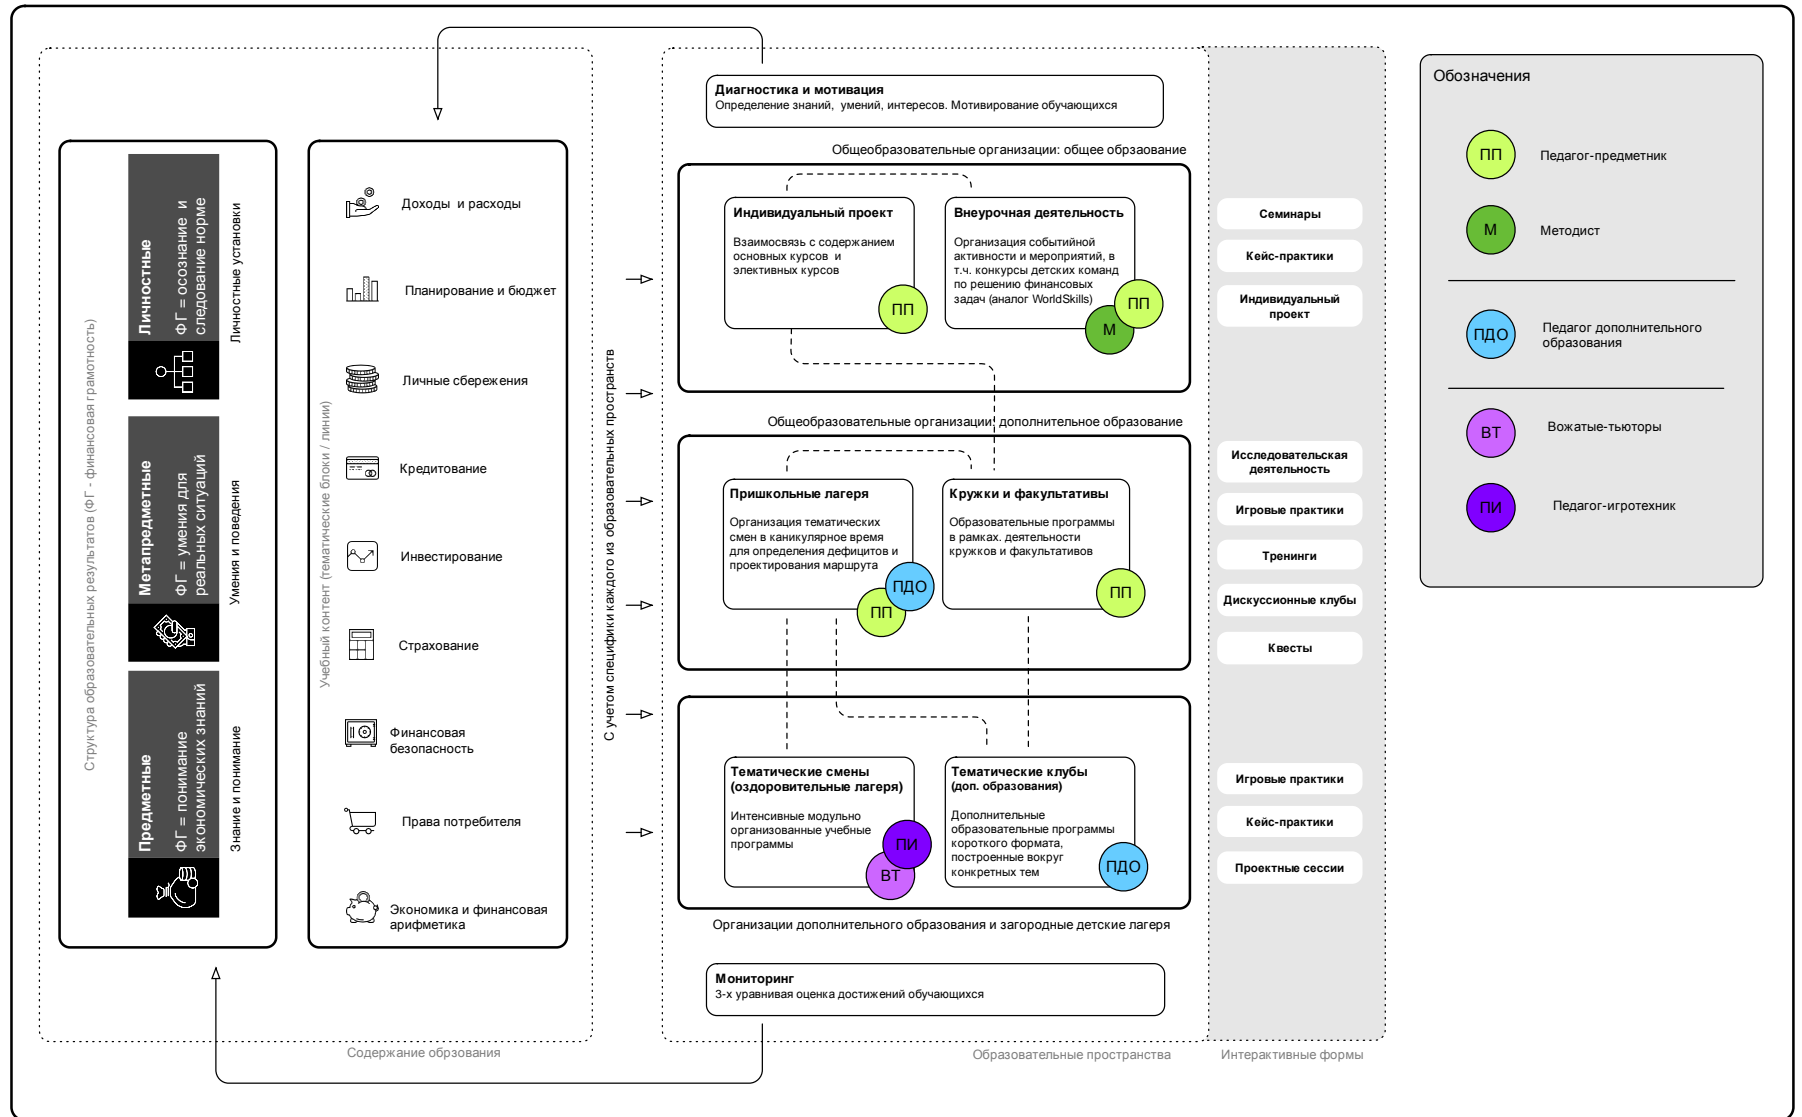 Структура образовательных результатов (ФГ - финансовая грамотность)
Личностные
ФГ = осознание и
следование норме
Личностные установки
Метапредметные
ФГ = умения для
реальных ситуаций
Умения и поведения
Предметные
ФГ = понимание
экономических знаний
Знание и понимание
Учебный контент (тематические блоки / линии)
Доходы и расходы
Планирование и бюджет
Личные сбережения
Кредитование
Инвестирование
Страхование
Финансовая
безопасность
Права потребителя
Экономика и финансовая
арифметика
Содержание обрзования
С учетом специфики каждого из образовательных пространств
Диагностика и мотивация
Определение знаний, умений, интересов. Мотивирование обучающихся
Общеобразовательные организации: общее обрзаование
Индивидуальный проект
Взаимосвязь с содержанием
основных курсов и
элективных курсов
ПП
Внеурочная деятельность
Организация событийной
активности и мероприятий, в
т.ч. конкурсы детских команд
по решению финансовых
задач (аналог WorldSkills)
ПП
М
Общеобразовательные организации: дополнительное образование
Пришкольные лагеря
Организация тематических
смен в каникулярное время
для определения дефицитов и
проектирования маршрута
ПДО
ПП
Кружки и факультативы
Образовательные программы
в рамках. деятельности
кружков и факультативов
ПП
Тематические смены
(оздоровительные лагеря)
Интенсивные модульно
организованные учебные
программы
ПИ
ВТ
Тематические клубы
(доп. образования)
Дополнительные
образовательные программы
короткого формата,
построенные вокруг
конкретных тем
ПДО
Организации дополнительного образования и загородные детские лагеря
Мониторинг
3-х уравнивая оценка достижений обучающихся
Образовательные пространства
Семинары
Кейс-практики
Индивидуальный
проект
Исследовательская
деятельность
Игровые практики
Тренинги
Дискуссионные клубы
Квесты
Игровые практики
Кейс-практики
Проектные сессии
Интерактивные формы
Обозначения
ПП Педагог-предметник
М Методист
ПДО Педагог дополнительного
образования
ВТ Вожатые-тьюторы
ПИ Педагог-игротехник